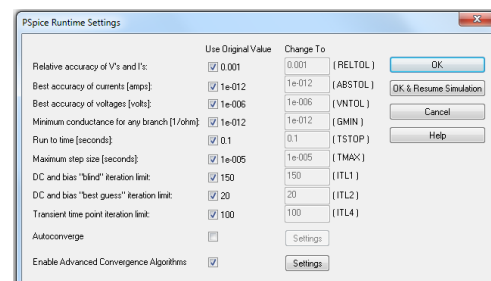 PSpice Runtime Settings
Use Original Value Change To
Relative accuracy of V's and I's: 0.001 0.001 (RELTOL) OK
Best accuracy of currents [amps]: 1e-012 1e-012 (ABSTOL) OK & Resume Simulation
Best accuracy of voltages [volts]: 1e-006 1e-006 (VNTOL) Cancel
Minimum conductance for any branch [1/ohm]: 1e-012 1e-012 (GMIN) Help
Run to time [seconds]: 0.1 0.1 (TSTOP)
Maximum step size [seconds]: 1e-005 1e-005 (TMAX)
DC and bias "blind" iteration limit: 150 150 (ITL1)
DC and bias "best guess" iteration limit: 20 20 (ITL2)
Transient time point iteration limit: 100 100 (ITL4)
Autoconverge Settings
Enable Advanced Convergence Algorithms Settings